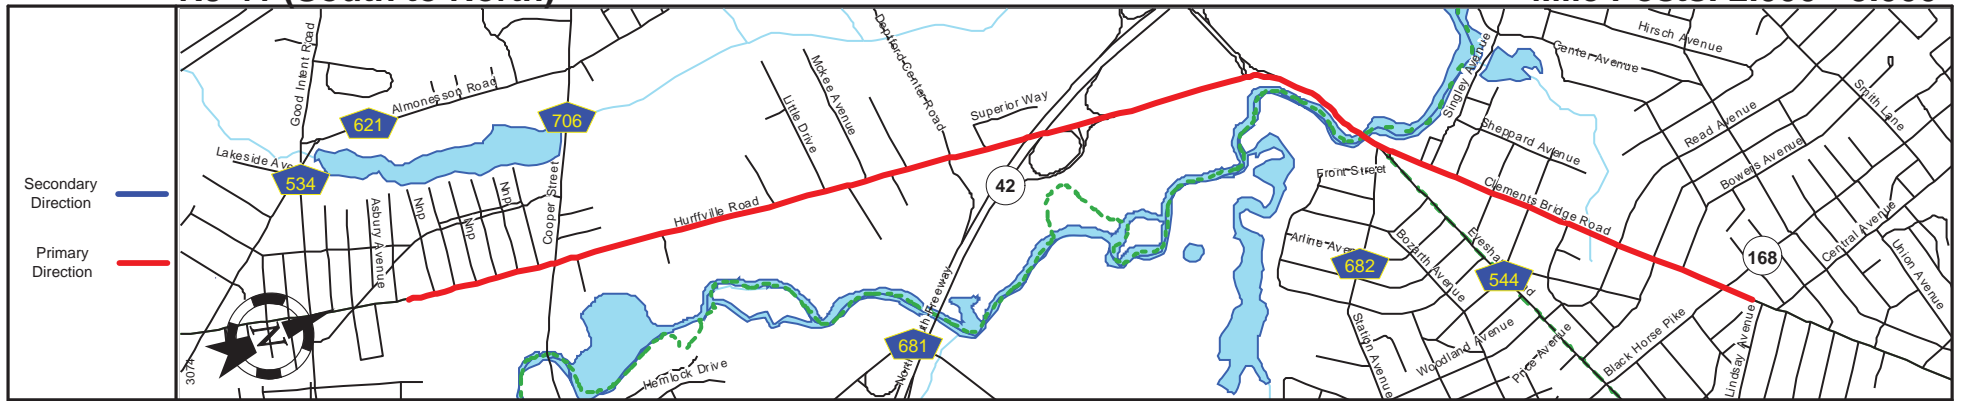 Secondary
Direction
Primary
Direction
Good Intent Road
621
Almonesson Road
706
Lakeside Ave
534
Asbury Avenue
Nnp
Nnp
Nnp
Cooper Street
Hurffville Road
Little Drive
Mckee Avenue
Deptford Center Road
Superior Way
42
681
Hemlock Drive
3074
N
Singley Avenue
Hirsch Avenue
Center Avenue
Smith Lane
Read Avenue
Sheppard Avenue
Bowers Avenue
Front Street
Clements Bridge Road
Arline Ave
682
Bozarth Avenue
Evesha
544
168
Central Avenue
Union Avenue
Station Avenue
Woodland Avenue
Price Avenue
Black Horse Pike
Lindsay Avenue